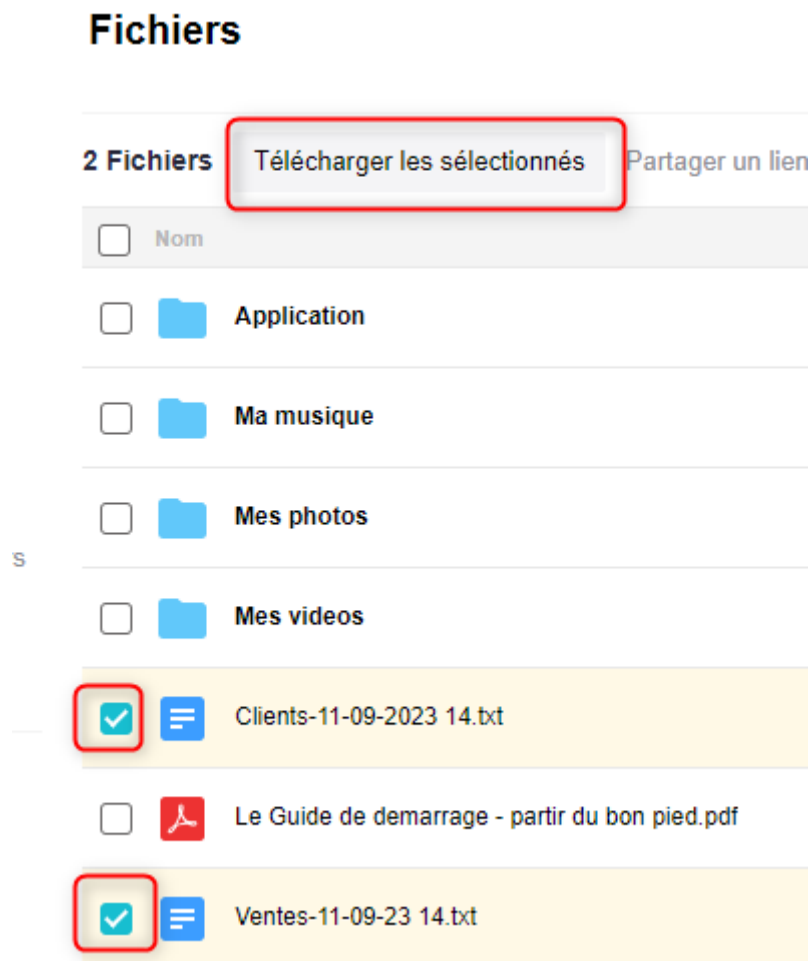 Fichiers
2 Fichiers Télécharger les sélectionnés Partager un lien
Nom
Application
Ma musique
Mes photos
s
Mes videos
Clients-11-09-2023 14.txt
Le Guide de demarrage - partir du bon pied.pdf
Ventes-11-09-23 14.txt